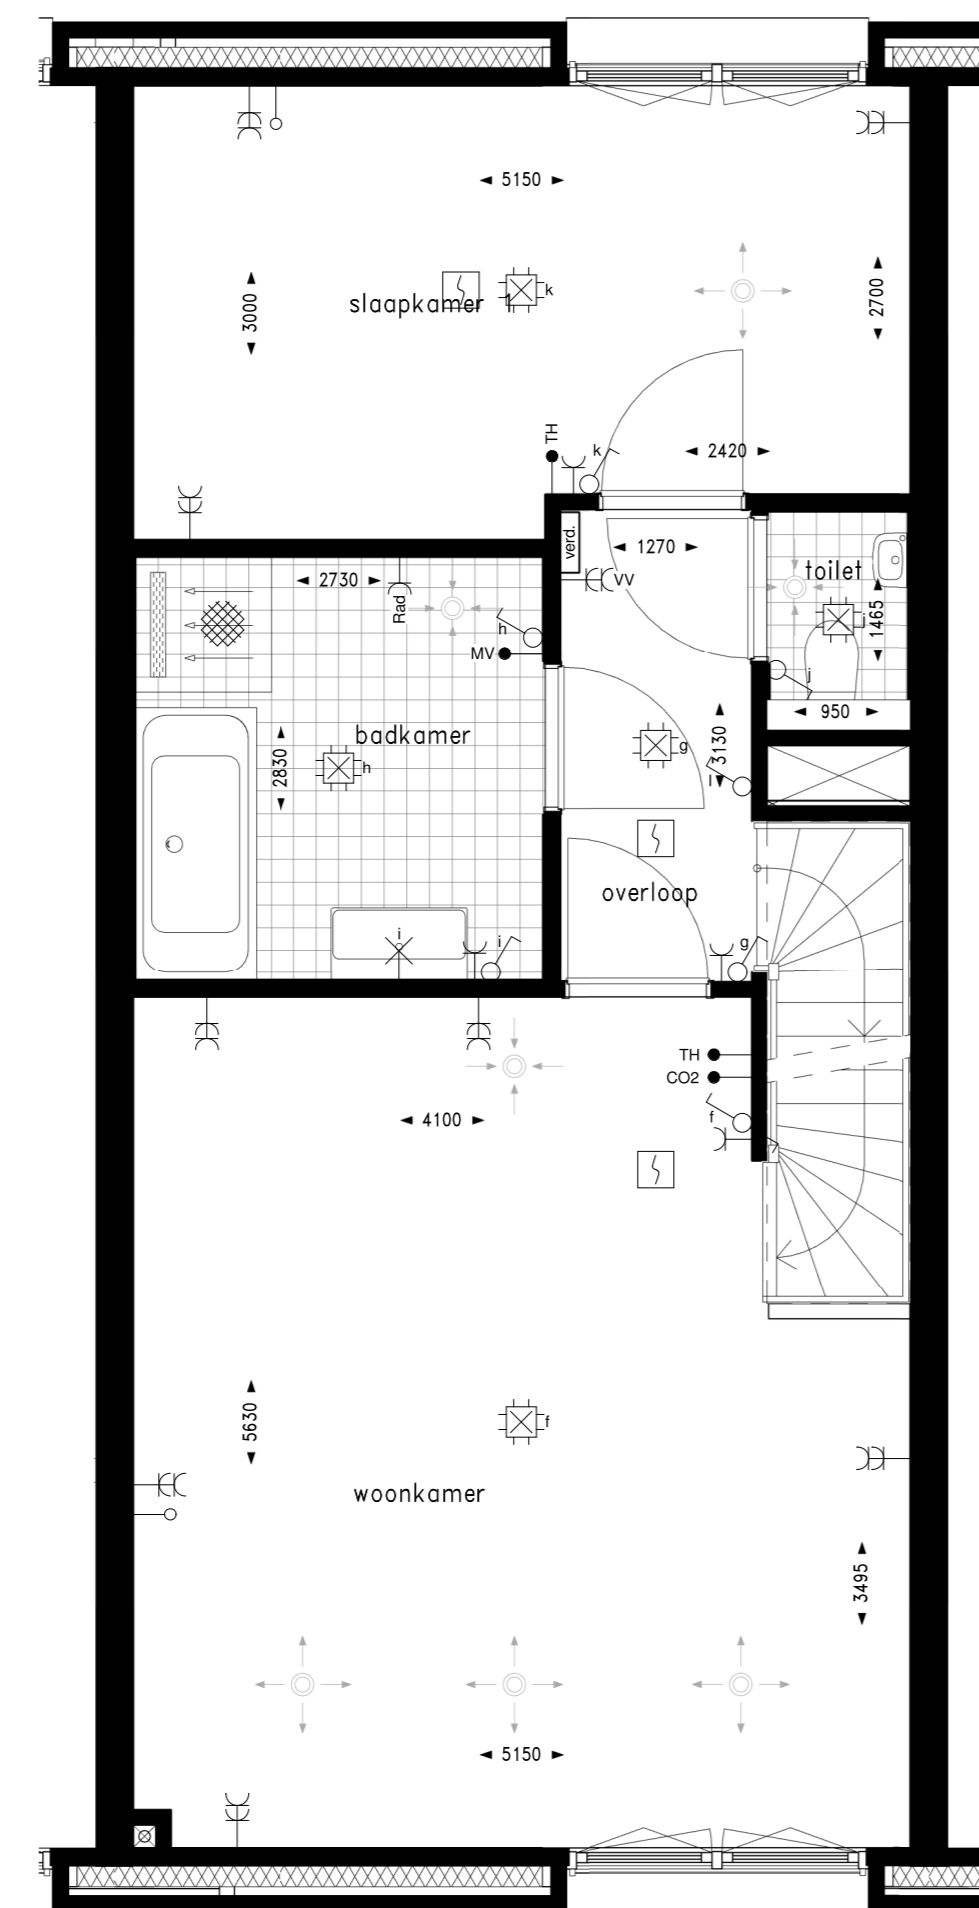 5150
3000
2700
slaapkamer 1
k
TH
k
2420
verd.
1270
VV
toilet
j
1465
2730
Rad
h
MV
j
950
badkamer
2830
h
g
3130
l
overloop
i
i
g
TH
CO2
f
4100
5630
f
woonkamer
3495
5150